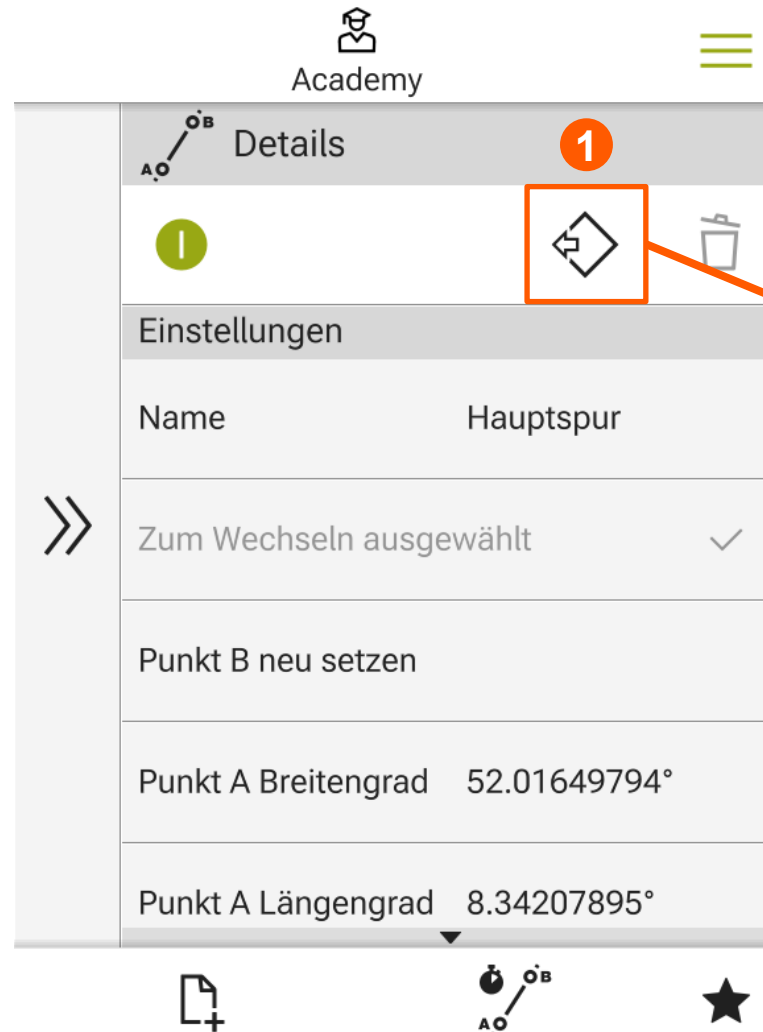 Academy
A B Details
1
Einstellungen
Name Hauptspur
Zum Wechseln ausgewählt
Punkt B neu setzen
Punkt A Breitengrad 52.01649794°
Punkt A Längengrad 8.34207895°
A B